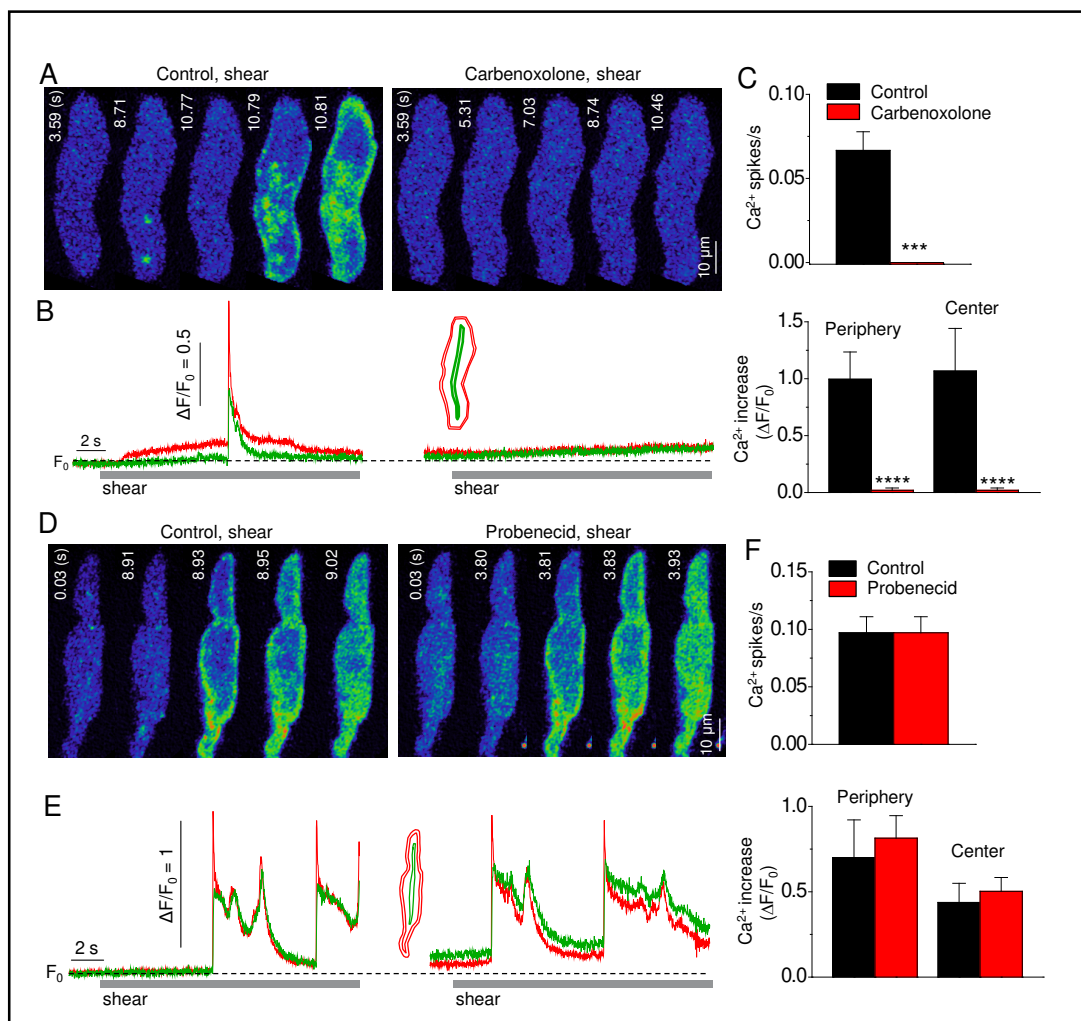 A
Control, shear
Carbenoxolone, shear
3.59 (s)
8.71
10.77
10.79
10.81
3.59 (s)
5.31
7.03
8.74
10.46
10 µm
C
Control
Carbenoxolone
Ca²⁺ spikes/s
0.10
0.05
0.00
***
B
ΔF/F₀ = 0.5
2 s
F₀
shear
shear
Periphery
Center
Ca²⁺ increase
(ΔF/F₀)
1.5
1.0
0.5
0.0
****
****
D
Control, shear
Probenecid, shear
0.03 (s)
8.91
8.93
8.95
9.02
0.03 (s)
3.80
3.81
3.83
3.93
10 µm
F
Control
Probenecid
Ca²⁺ spikes/s
0.15
0.10
0.05
0.00
E
ΔF/F₀ = 1
2 s
F₀
shear
shear
Periphery
Center
Ca²⁺ increase
(ΔF/F₀)
1.0
0.5
0.0